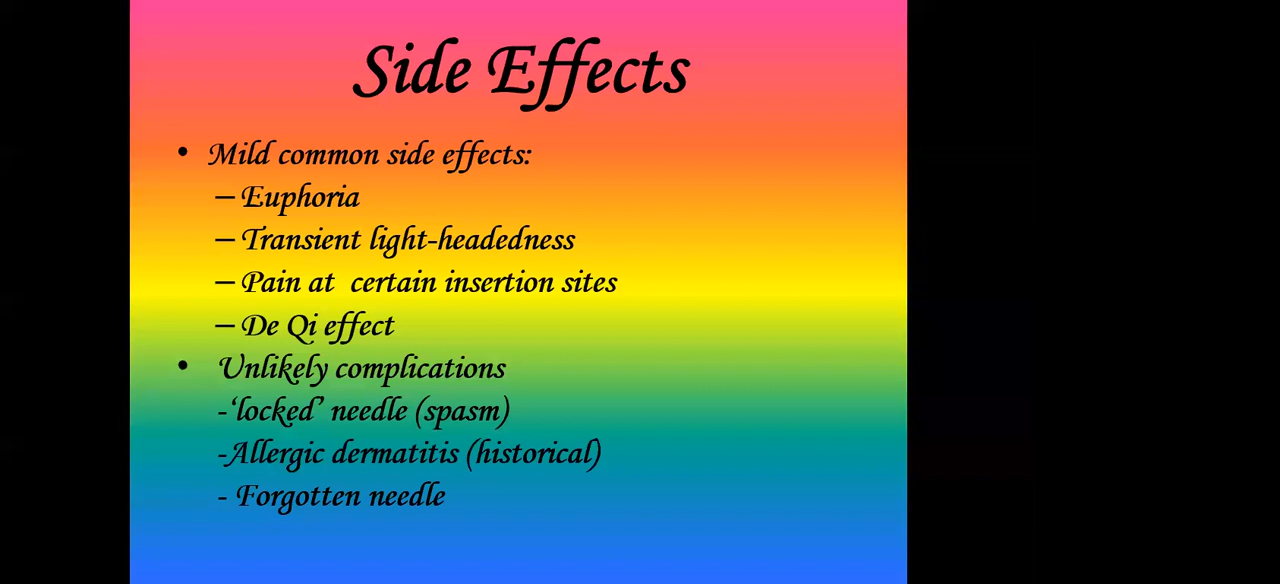 Side Effects
• Mild common side effects:
– Euphoria
– Transient light-headedness
– Pain at  certain insertion sites
– De Qi effect
• Unlikely complications
-‘locked’ needle (spasm)
-Allergic dermatitis (historical)
- Forgotten needle